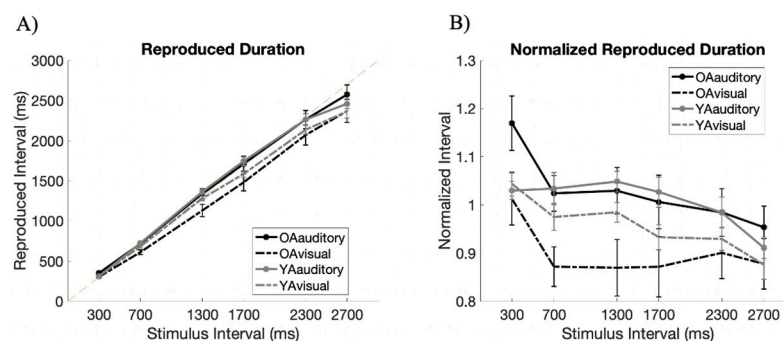 A)
Reproduced Duration
3000
2500
2000
1500
1000
500
0
Reproduced Interval (ms)
300 700 1300 1700 2300 2700
Stimulus Interval (ms)
OAauditory
OAvisual
YAauditory
YAvisual
B)
Normalized Reproduced Duration
1.3
1.2
1.1
1
0.9
0.8
Normalized Interval
300 700 1300 1700 2300 2700
Stimulus Interval (ms)
OAauditory
OAvisual
YAauditory
YAvisual